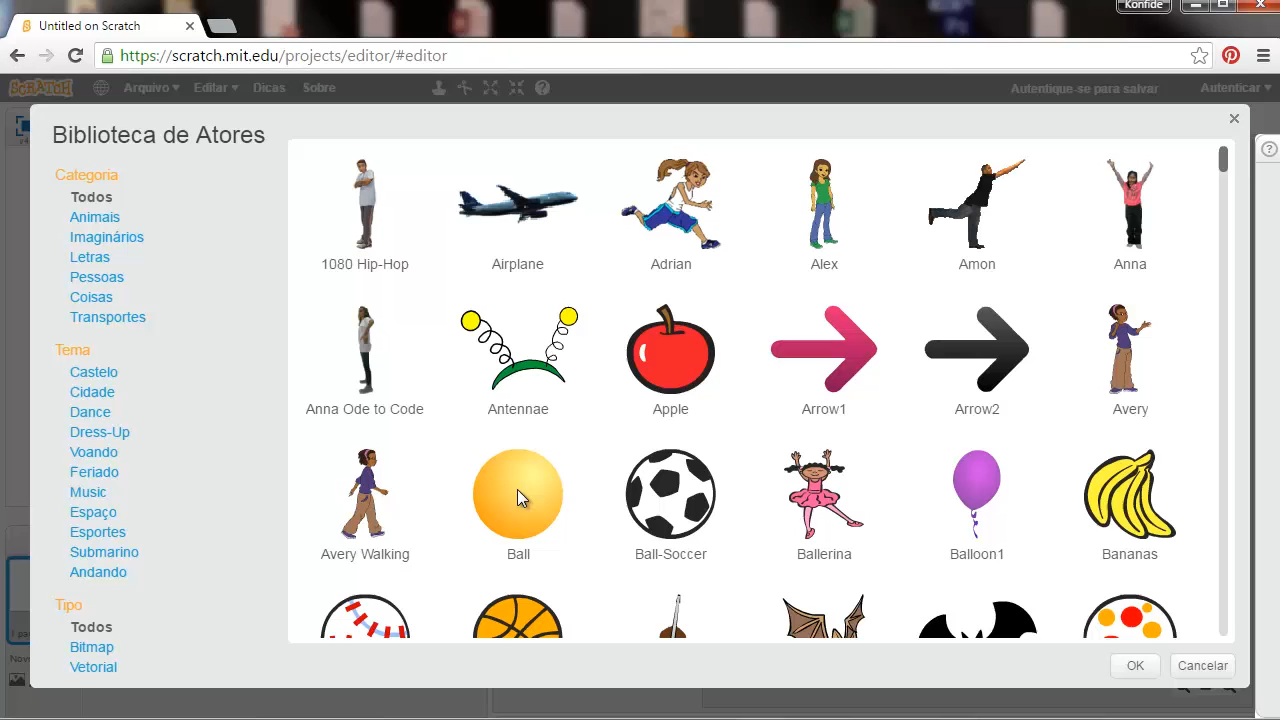 Konfide
Untitled on Scratch
https://scratch.mit.edu/projects/editor/#editor
SCRATCH Arquivo Editar Dicas Sobre Autentique-se para salvar Autenticar
Biblioteca de Atores
Categoria
Todos
Animais
Imaginários
Letras
Pessoas
Coisas
Transportes
Tema
Castelo
Cidade
Dance
Dress-Up
Voando
Feriado
Music
Espaço
Esportes
Submarino
Andando
Tipo
Todos
Bitmap
Vetorial
1080 Hip-Hop Airplane Adrian Alex Amon Anna
Anna Ode to Code Antennae Apple Arrow1 Arrow2 Avery
Avery Walking Ball Ball-Soccer Ballerina Balloon1 Bananas
OK Cancelar